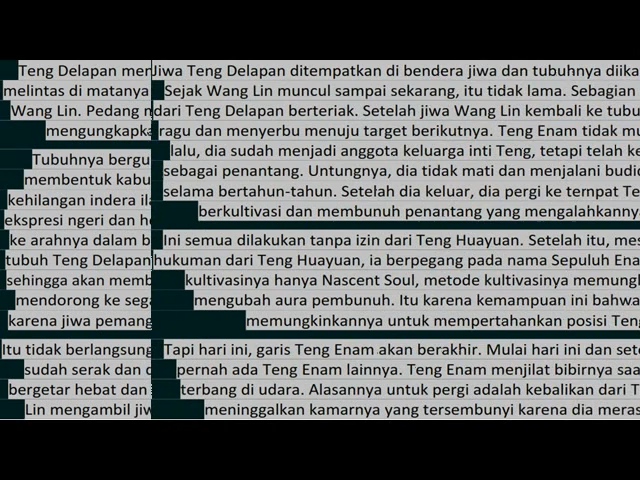 Teng Delapan men
melintas di matanya
Wang Lin. Pedang m
mengungkapka
Tubuhnya bergu
membentuk kabu
kehilangan indera ila
ekspresi ngeri dan he
ke arahnya dalam b
tubuh Teng Delapan
sehingga akan memb
mendorong ke sega
karena jiwa pemang
Itu tidak berlangsung
sudah serak dan d
bergetar hebat dan
Lin mengambil jiw
Jiwa Teng Delapan ditempatkan di bendera jiwa dan tubuhnya diika
Sejak Wang Lin muncul sampai sekarang, itu tidak lama. Sebagian
dari Teng Delapan berteriak. Setelah jiwa Wang Lin kembali ke tubu
ragu dan menyerbu menuju target berikutnya. Teng Enam tidak mu
lalu, dia sudah menjadi anggota keluarga inti Teng, tetapi telah ke
sebagai penantang. Untungnya, dia tidak mati dan menjalani budid
selama bertahun-tahun. Setelah dia keluar, dia pergi ke ternpat Te
berkultivasi dan membunuh penantang yang mengalahkannya
Ini semua dilakukan tanpa izin dari Teng Huayuan. Setelah itu, mes
hukuman dari Teng Huayuan, ia berpegang pada nama Sepuluh Ena
kultivasinya hanya Nascent Soul, metode kultivasinya memungk
mengubah aura pembunuh. Itu karena kemampuan ini bahwa
memungkinkannya untuk mempertahankan posisi Teng
Tapi hari ini, garis Teng Enam akan berakhir. Mulai hari ini dan sete
pernah ada Teng Enam lainnya. Teng Enam menjilat bibirnya saa
terbang di udara. Alasannya untuk pergi adalah kebalikan dari T
meninggalkan kamarnya yang tersembunyi karena dia meras